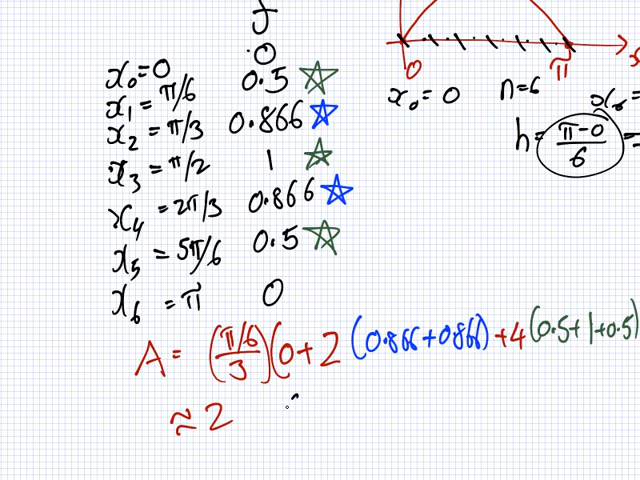 f
x₀=0 0
x₁=π/6 0.5
x₂=π/3 0.866
x₃=π/2 1
x₄=2π/3 0.866
x₅=5π/6 0.5
x₆=π 0
0 π
x₀=0 n=6 x₆=
h=(π-0)/6=
A=((π/6)/3)(0+2(0.866+0.866)+4(0.5+1+0.5)
≈2